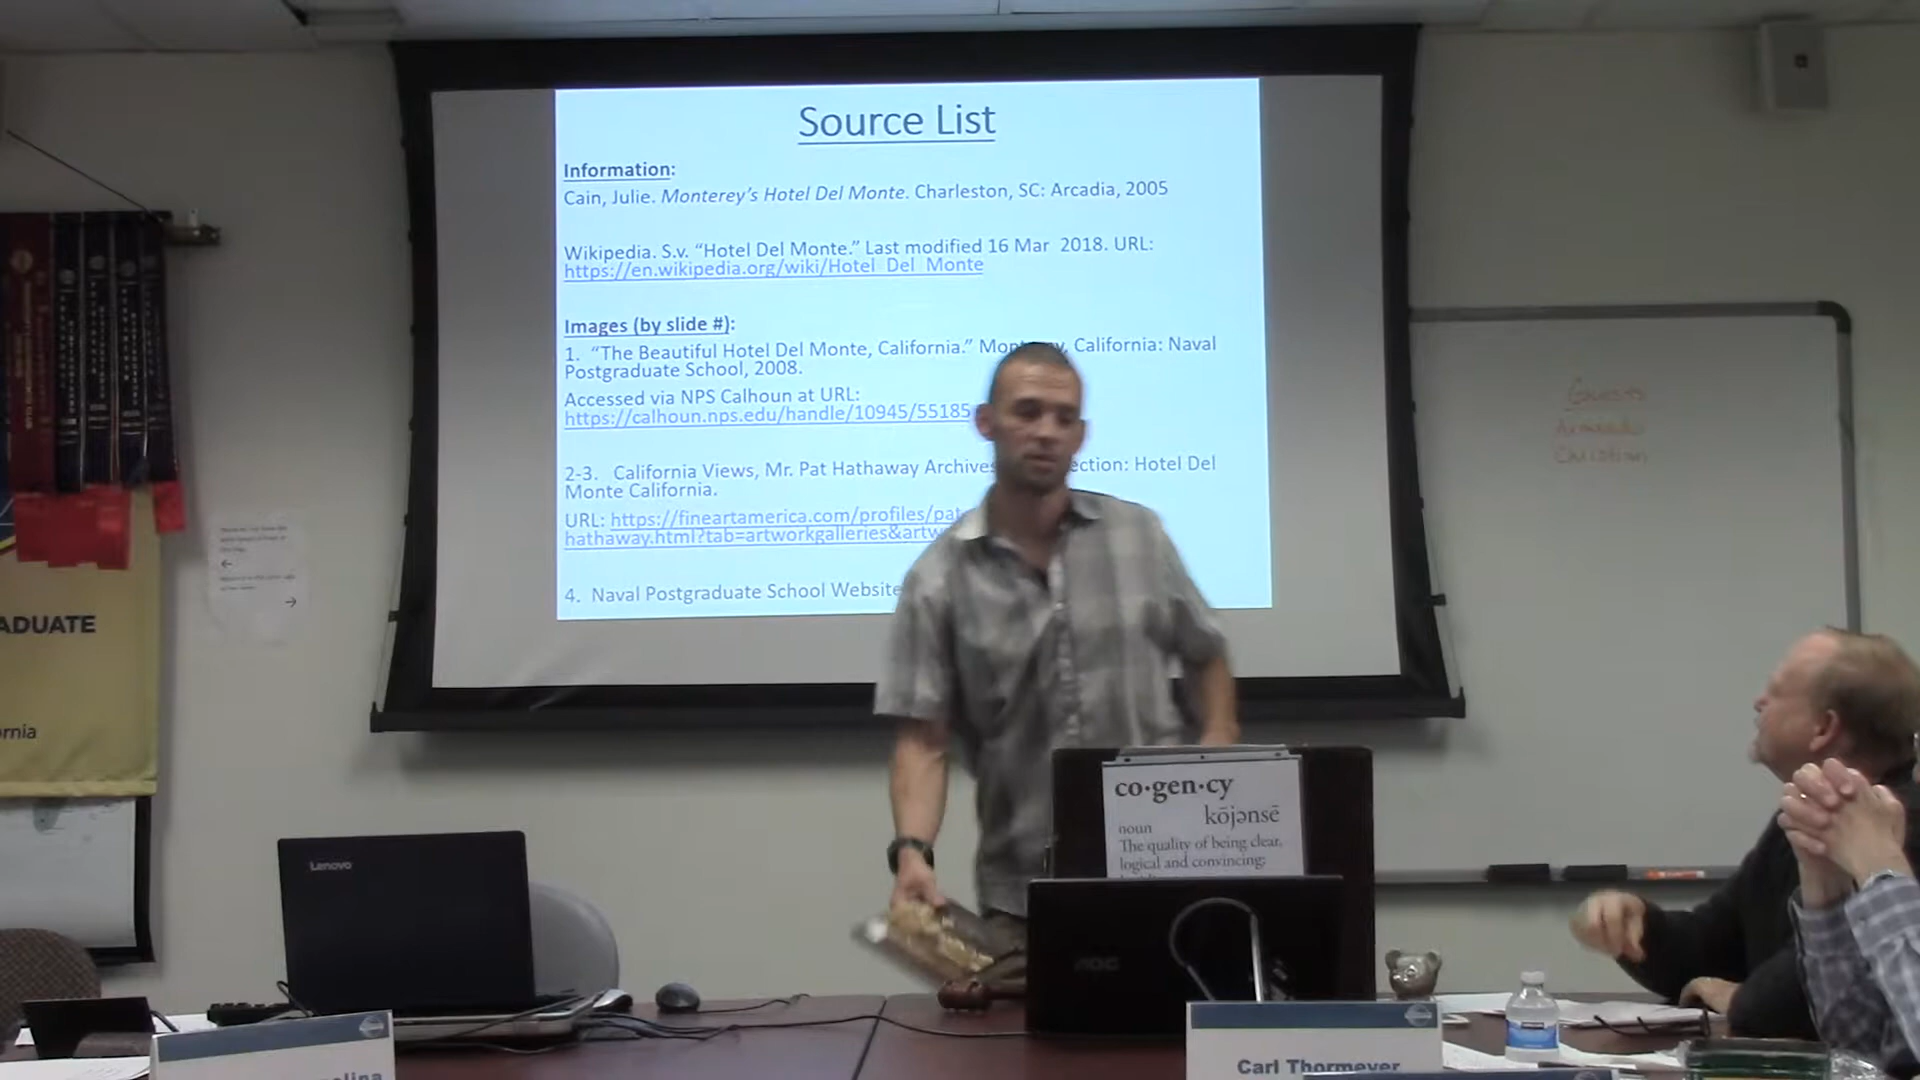 Source List
Information:
Cain, Julie. Monterey's Hotel Del Monte. Charleston, SC: Arcadia, 2005
Wikipedia. S.v. “Hotel Del Monte.” Last modified 16 Mar 2018. URL:
https://en.wikipedia.org/wiki/Hotel_Del_Monte
Images (by slide #):
1. “The Beautiful Hotel Del Monte, California.” California: Naval
Postgraduate School, 2008.
Accessed via NPS Calhoun at URL:
https://calhoun.nps.edu/handle/10945/55185
2-3. California Views, Mr. Pat Hathaway Archives ection: Hotel Del
Monte California.
URL: https://fineartamerica.com/profiles/pat
hathaway.html?tab=artworkgalleries&artw
4. Naval Postgraduate School Website
Guests
Armando
Christian
ADUATE
rnia
co•gen•cy
kōjənsē
noun
The quality of being clear,
logical and convincing;
Lenovo
AOC
Carl Thormeyer